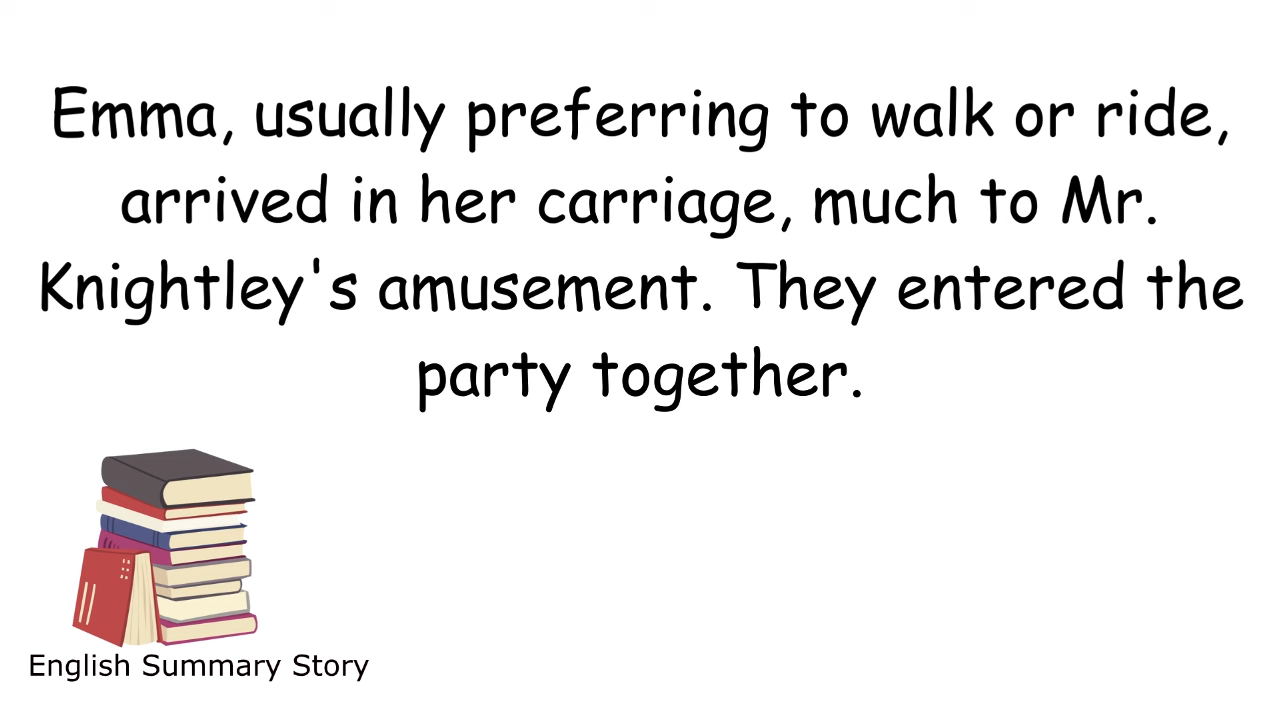 Emma, usually preferring to walk or ride,
arrived in her carriage, much to Mr.
Knightley's amusement. They entered the
party together.
English Summary Story